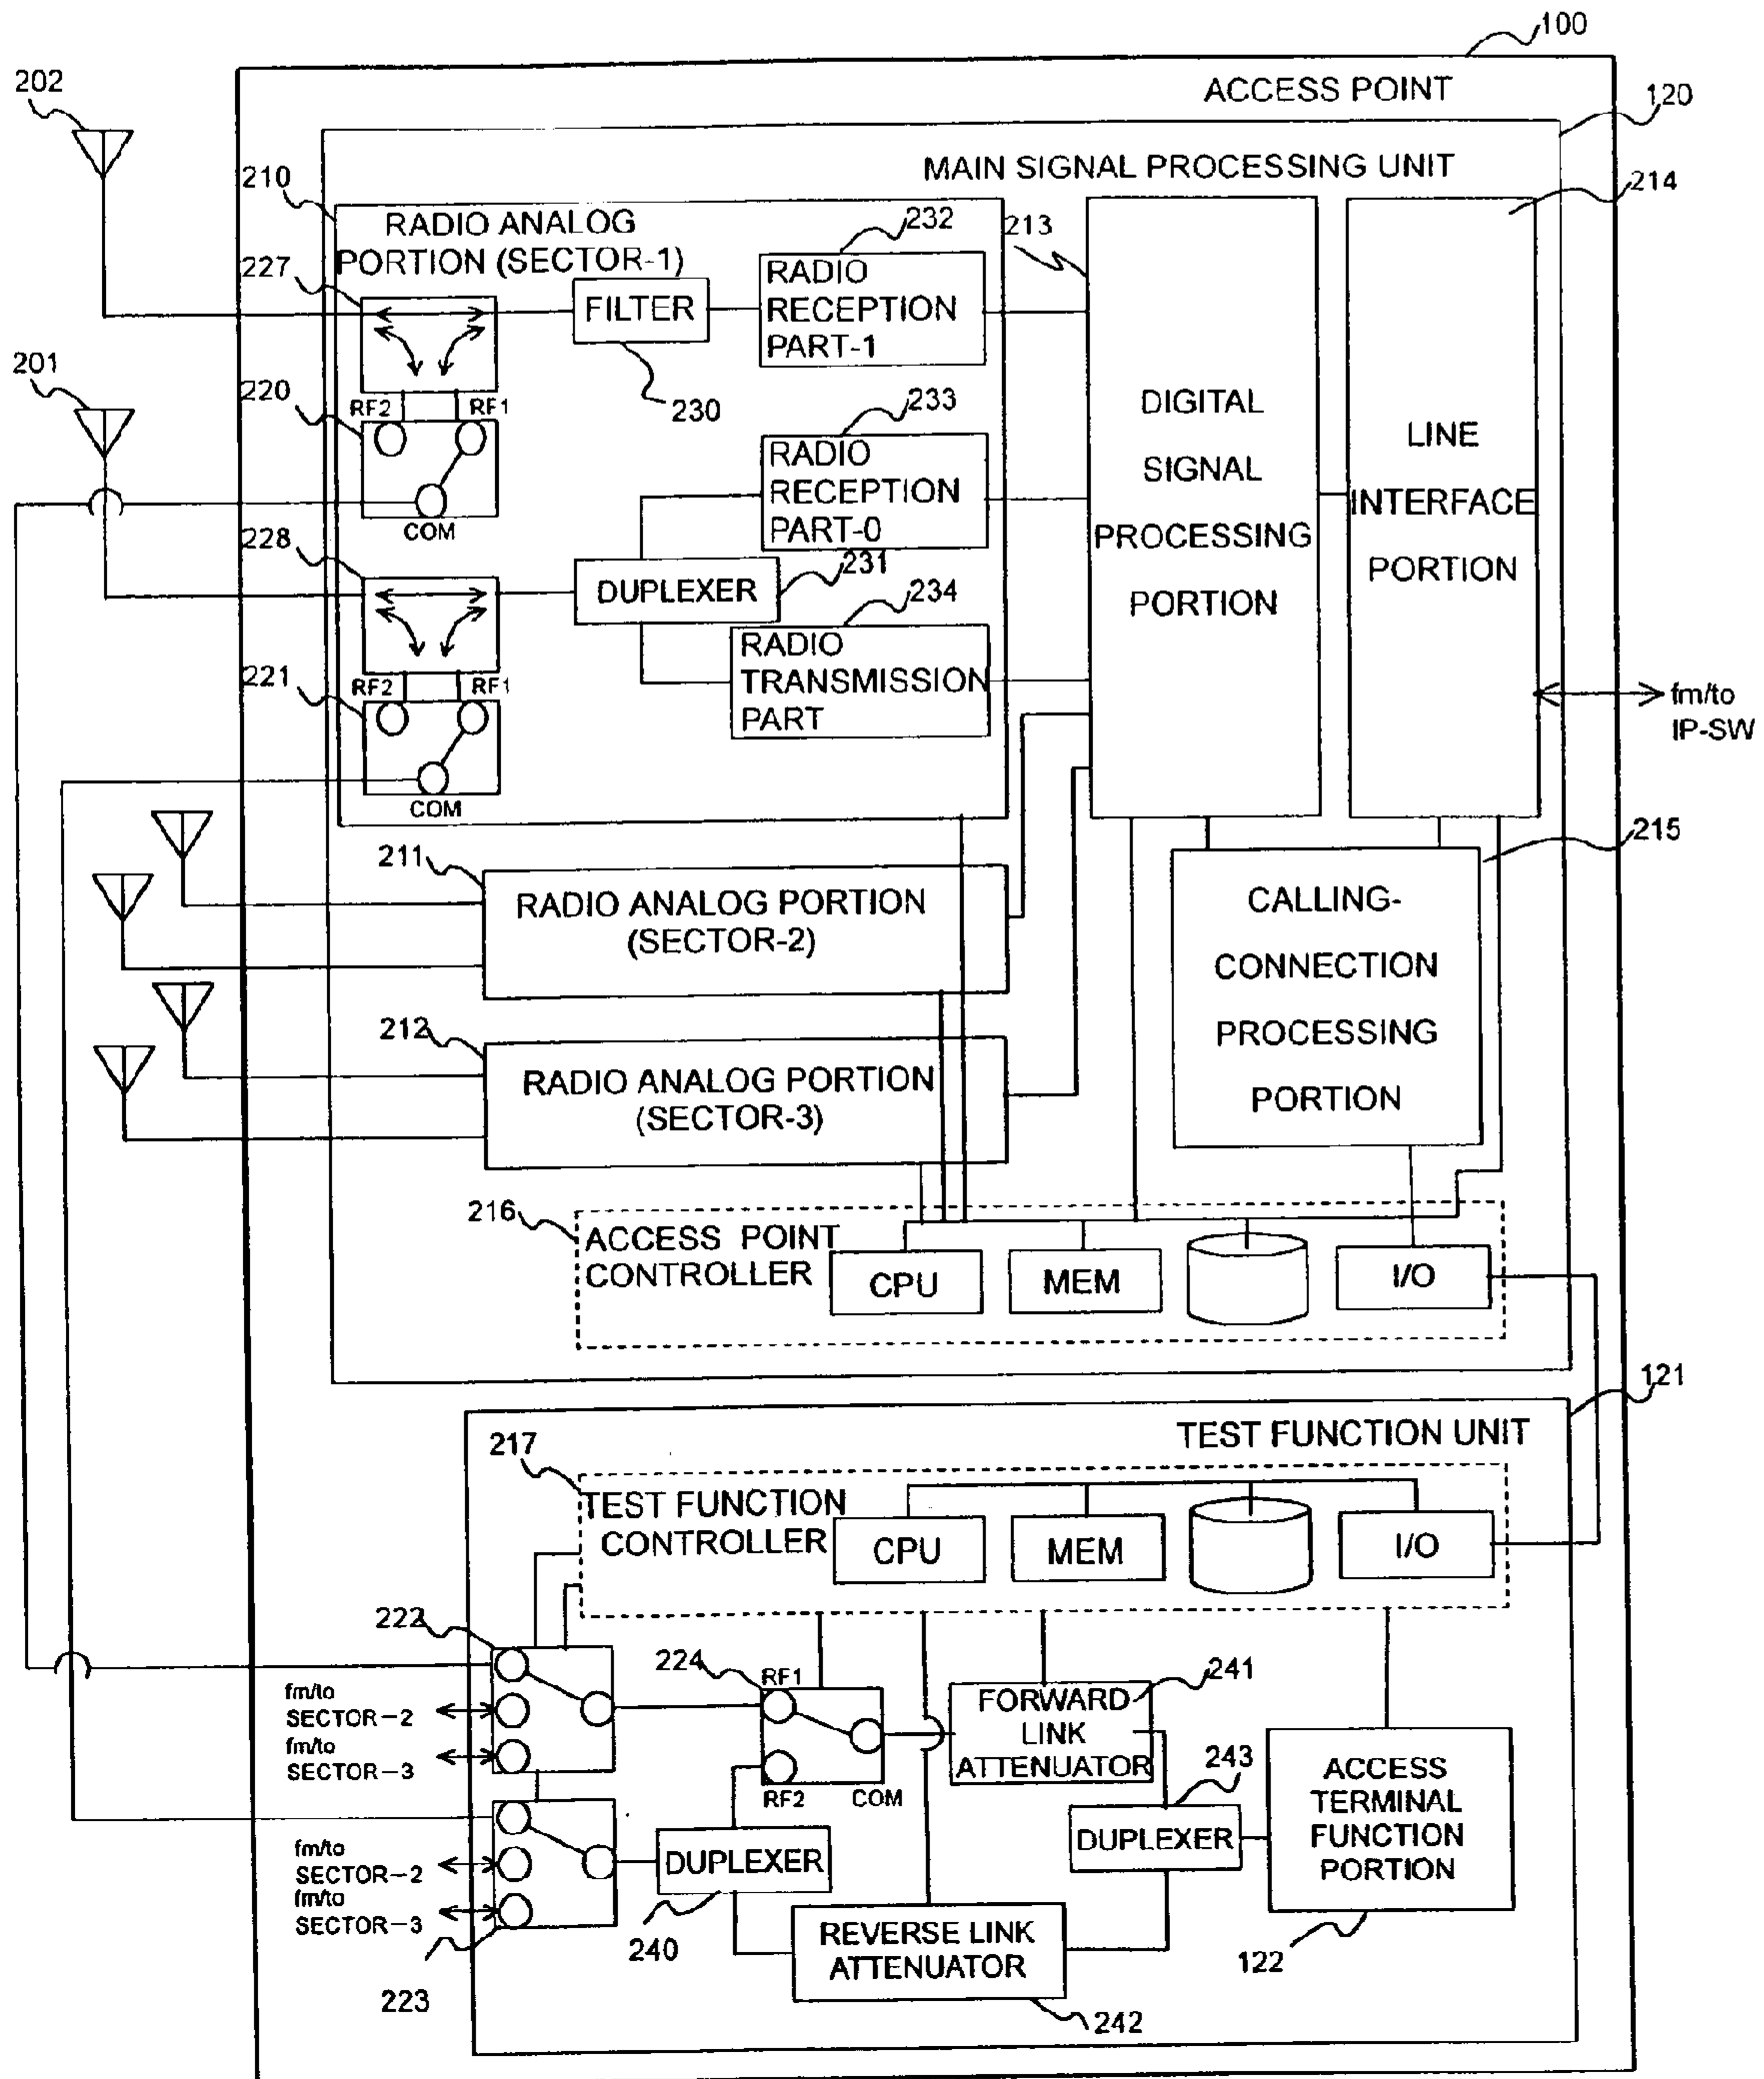 100
ACCESS POINT
120
202
MAIN SIGNAL PROCESSING UNIT
214
210
RADIO ANALOG
PORTION (SECTOR-1)
232
213
227
RADIO
RECEPTION
PART-1
FILTER
230
201
220
RF2
RF1
COM
233
RADIO
RECEPTION
PART-0
DIGITAL
SIGNAL
PROCESSING
PORTION
LINE
INTERFACE
PORTION
228
DUPLEXER
231
234
RADIO
TRANSMISSION
PART
221
RF2
RF1
COM
fm/to
IP-SW
215
211
RADIO ANALOG PORTION
(SECTOR-2)
CALLING-
CONNECTION
PROCESSING
PORTION
212
RADIO ANALOG PORTION
(SECTOR-3)
216
ACCESS POINT
CONTROLLER
CPU
MEM
I/O
121
TEST FUNCTION UNIT
217
TEST FUNCTION
CONTROLLER
CPU
MEM
I/O
222
224
RF1
241
fm/to
SECTOR-2
fm/to
SECTOR-3
FORWARD
LINK
ATTENUATOR
RF2
COM
243
ACCESS
TERMINAL
FUNCTION
PORTION
DUPLEXER
fm/to
SECTOR-2
fm/to
SECTOR-3
DUPLEXER
240
REVERSE LINK
ATTENUATOR
122
223
242